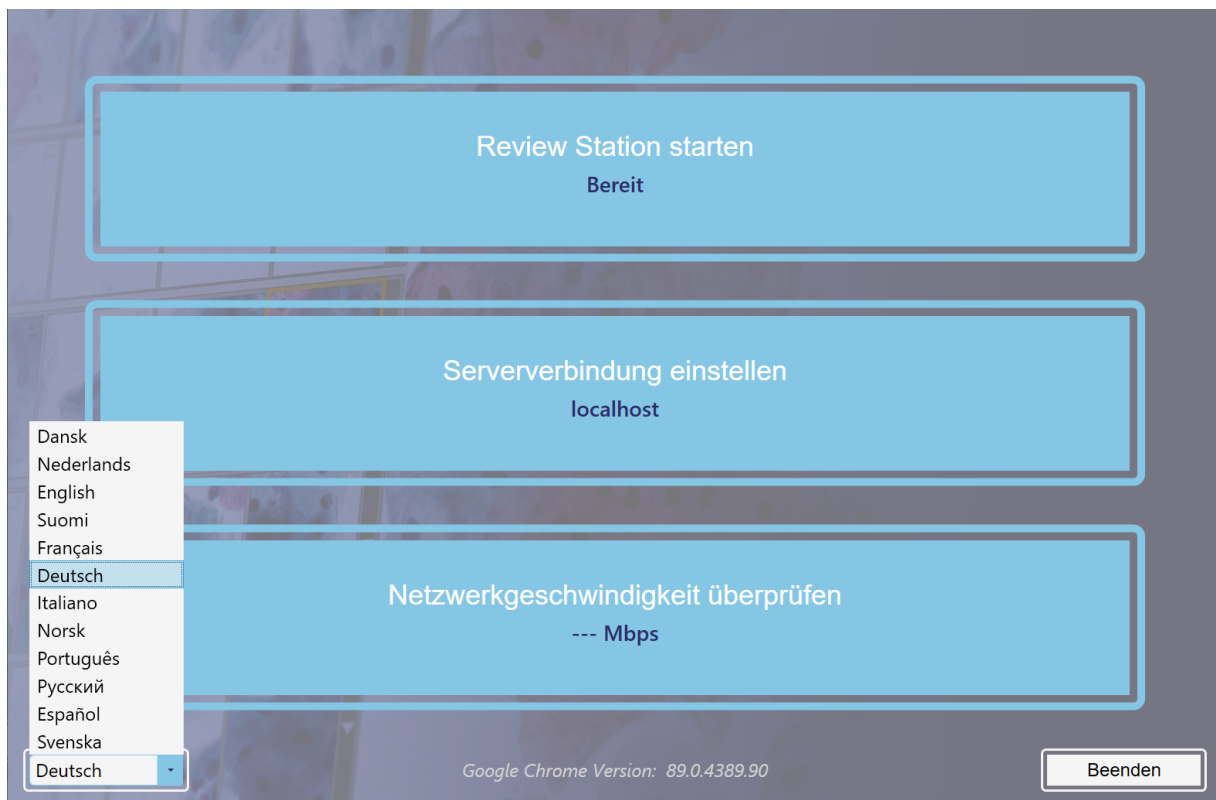 Review Station starten
Bereit
Serververbindung einstellen
localhost
Netzwerkgeschwindigkeit überprüfen
--- Mbps
Dansk
Nederlands
English
Suomi
Français
Deutsch
Italiano
Norsk
Português
Русский
Español
Svenska
Deutsch
Google Chrome Version: 89.0.4389.90
Beenden